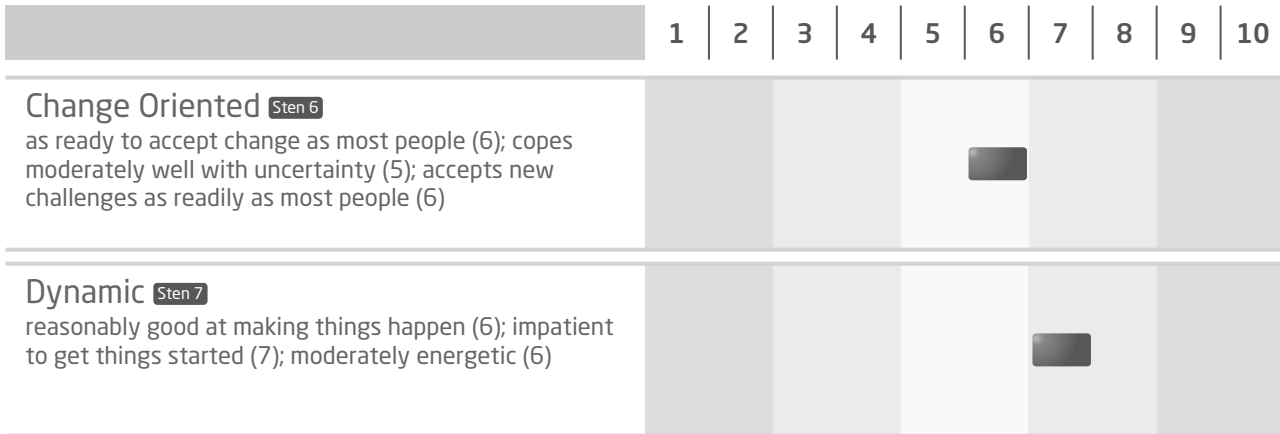 1 2 3 4 5 6 7 8 9 10
Change Oriented Sten 6
as ready to accept change as most people (6); copes
moderately well with uncertainty (5); accepts new
challenges as readily as most people (6)
Dynamic Sten 7
reasonably good at making things happen (6); impatient
to get things started (7); moderately energetic (6)